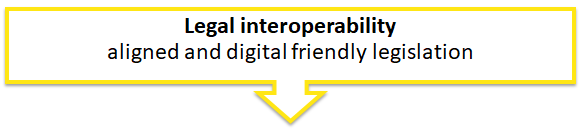 Legal interoperability
aligned and digital friendly legislation